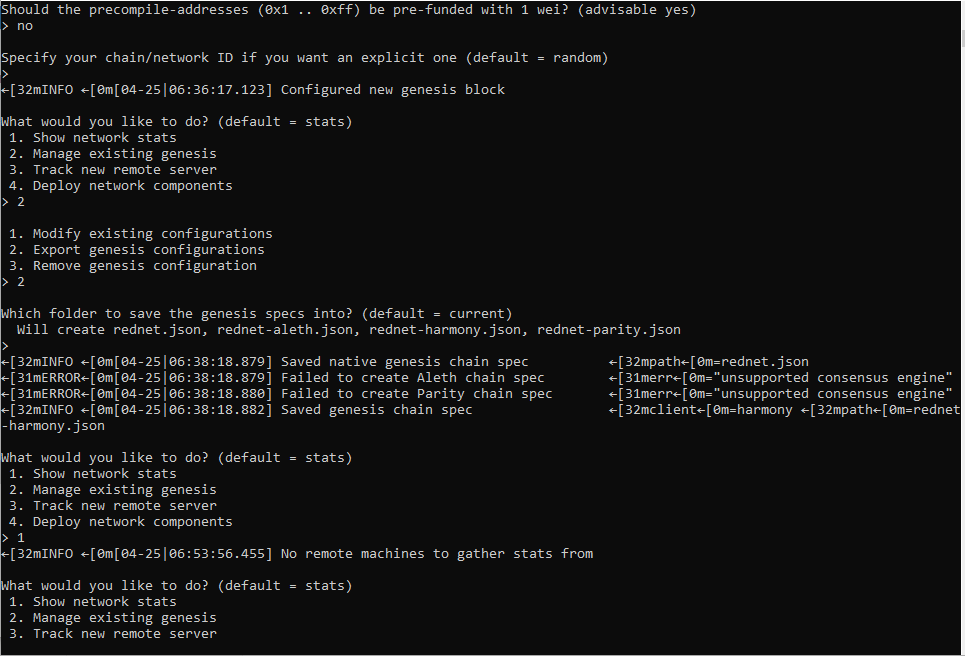 Should the precompile-addresses (0x1 .. 0xff) be pre-funded with 1 wei? (advisable yes)
> no
Specify your chain/network ID if you want an explicit one (default = random)
>
←[32mINFO ←[0m[04-25|06:36:17.123] Configured new genesis block
What would you like to do? (default = stats)
1. Show network stats
2. Manage existing genesis
3. Track new remote server
4. Deploy network components
> 2
1. Modify existing configurations
2. Export genesis configurations
3. Remove genesis configuration
> 2
Which folder to save the genesis specs into? (default = current)
Will create rednet.json, rednet-aleth.json, rednet-harmony.json, rednet-parity.json
>
←[32mINFO ←[0m[04-25|06:38:18.879] Saved native genesis chain spec ←[32mpath←[0m=rednet.json
←[31mERROR←[0m[04-25|06:38:18.879] Failed to create Aleth chain spec ←[31merr←[0m="unsupported consensus engine"
←[31mERROR←[0m[04-25|06:38:18.880] Failed to create Parity chain spec ←[31merr←[0m="unsupported consensus engine"
←[32mINFO ←[0m[04-25|06:38:18.882] Saved genesis chain spec ←[32mclient←[0m=harmony ←[32mpath←[0m=rednet
-harmony.json
What would you like to do? (default = stats)
1. Show network stats
2. Manage existing genesis
3. Track new remote server
4. Deploy network components
> 1
←[32mINFO ←[0m[04-25|06:53:56.455] No remote machines to gather stats from
What would you like to do? (default = stats)
1. Show network stats
2. Manage existing genesis
3. Track new remote server